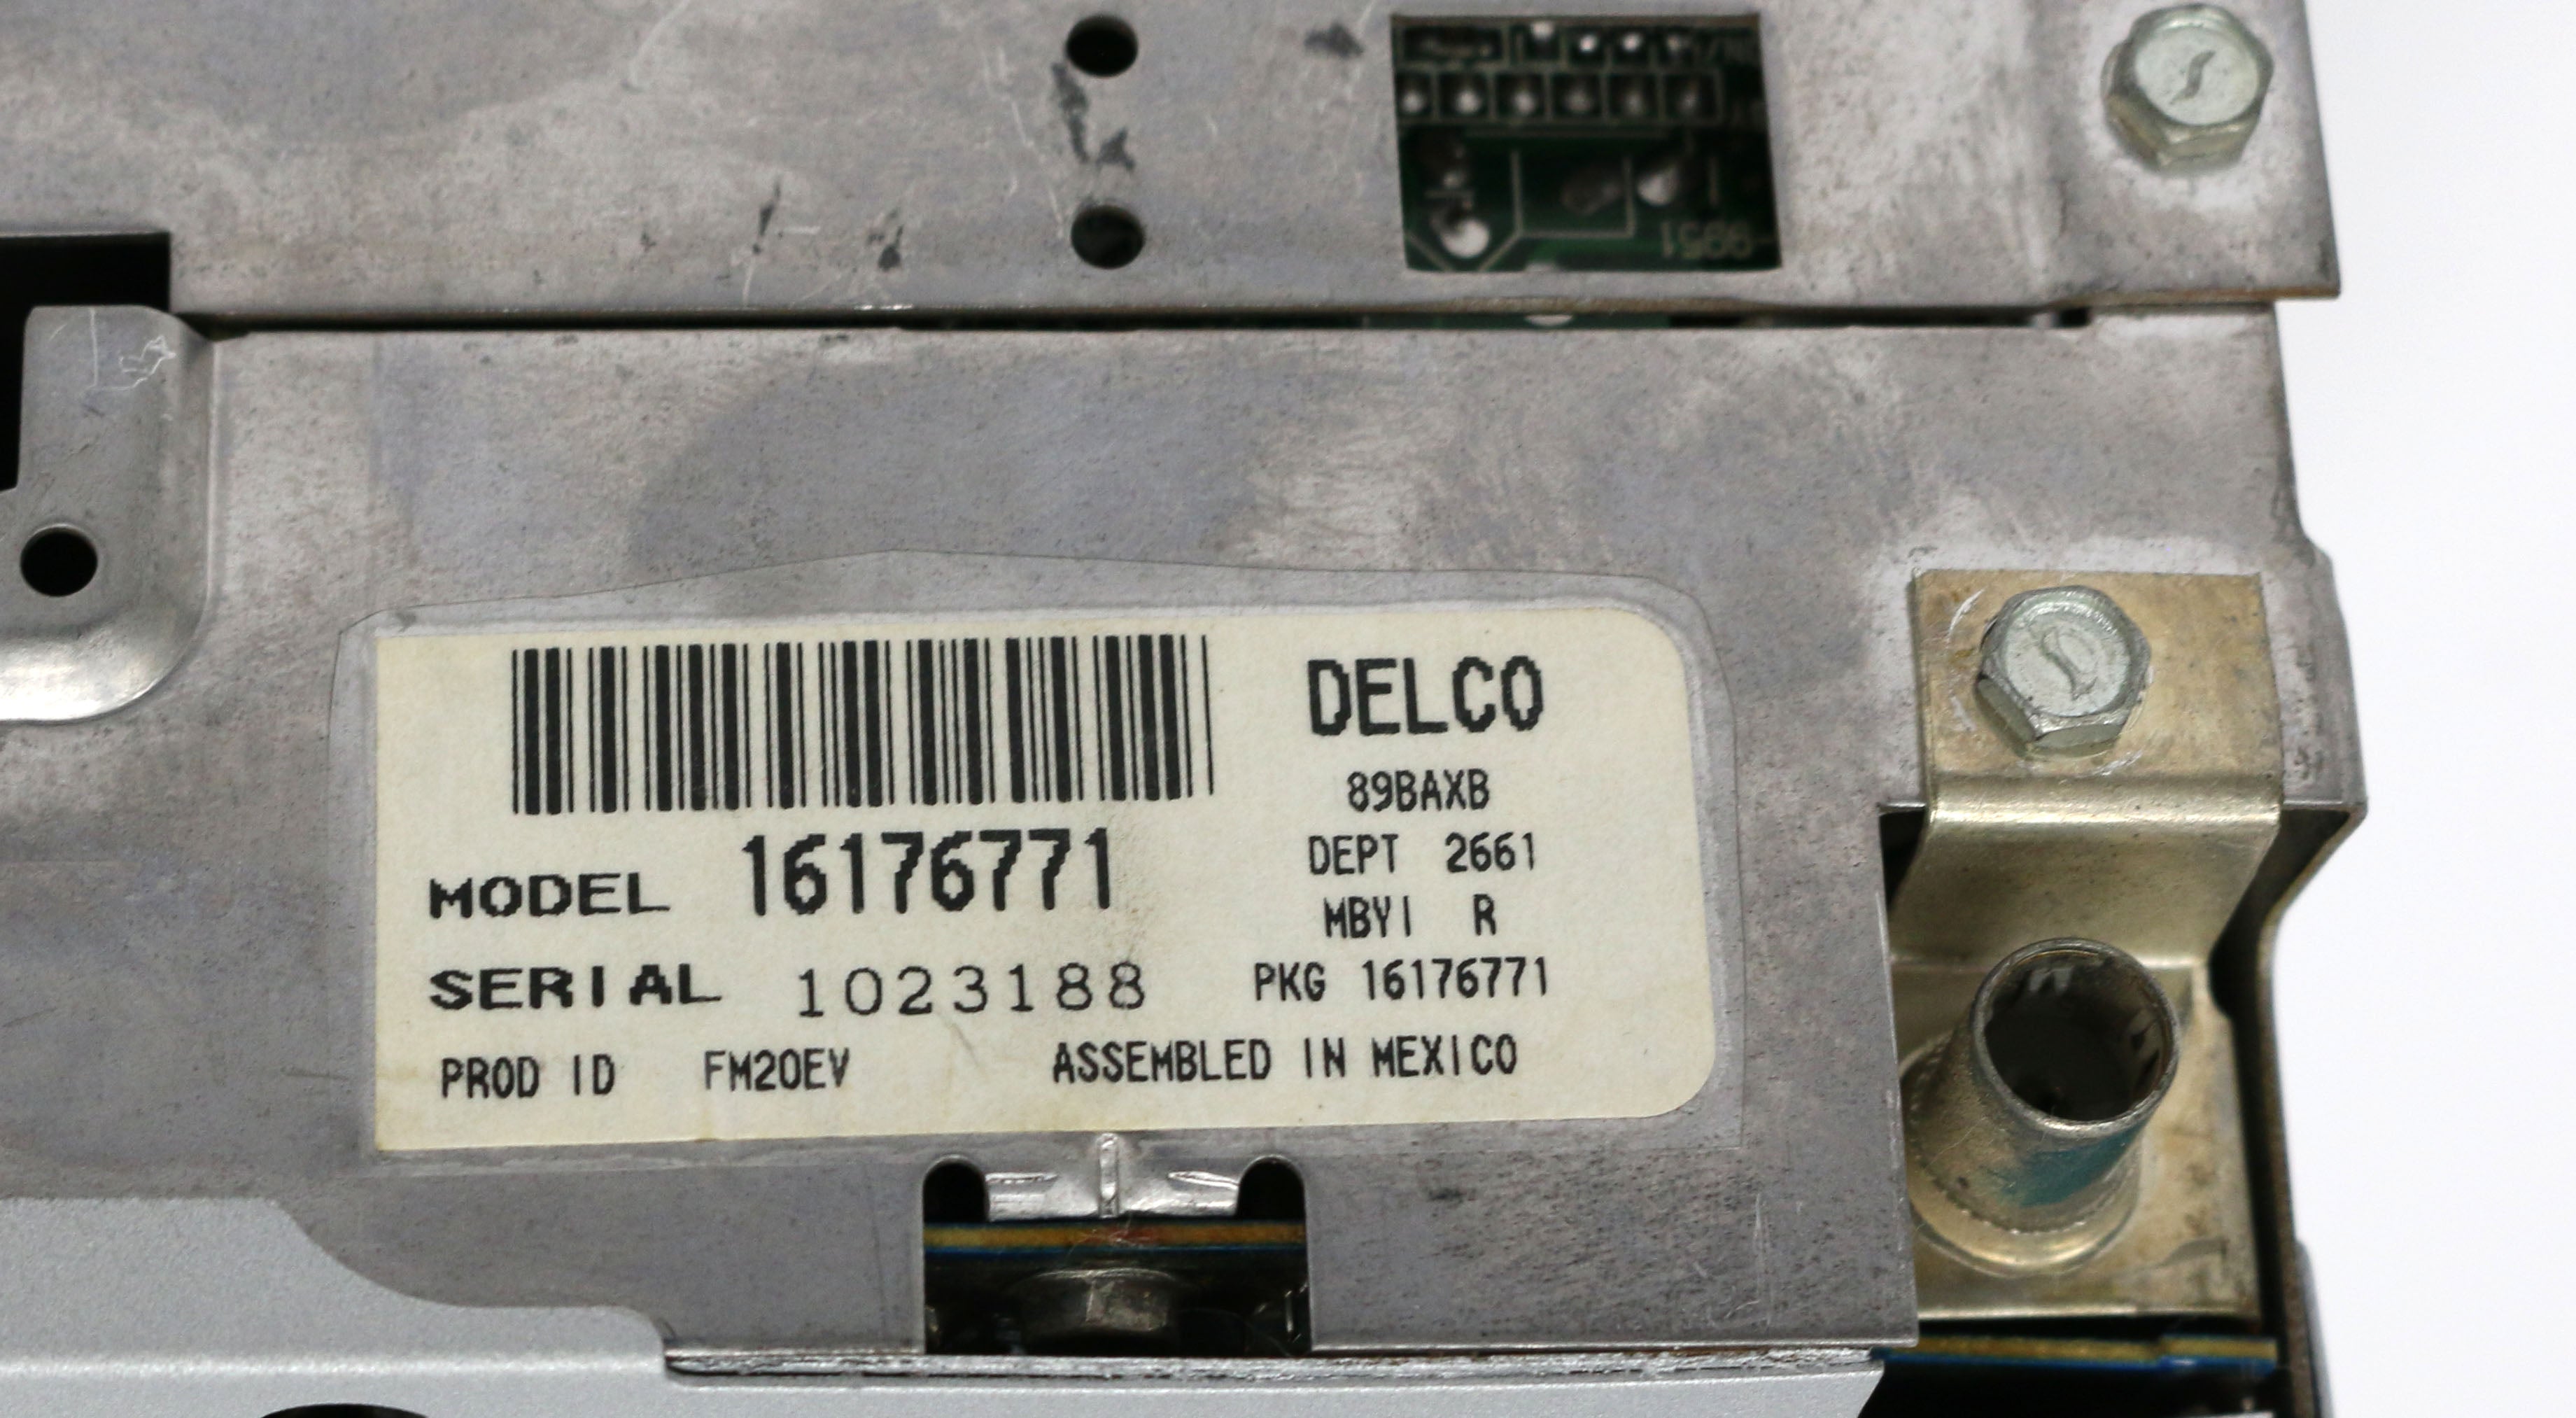 DELCO
89BAXB
DEPT 2661
MODEL 16176771
MBYI R
SERIAL 1023188
PKG 16176771
PROD ID FM20EV ASSEMBLED IN MEXICO